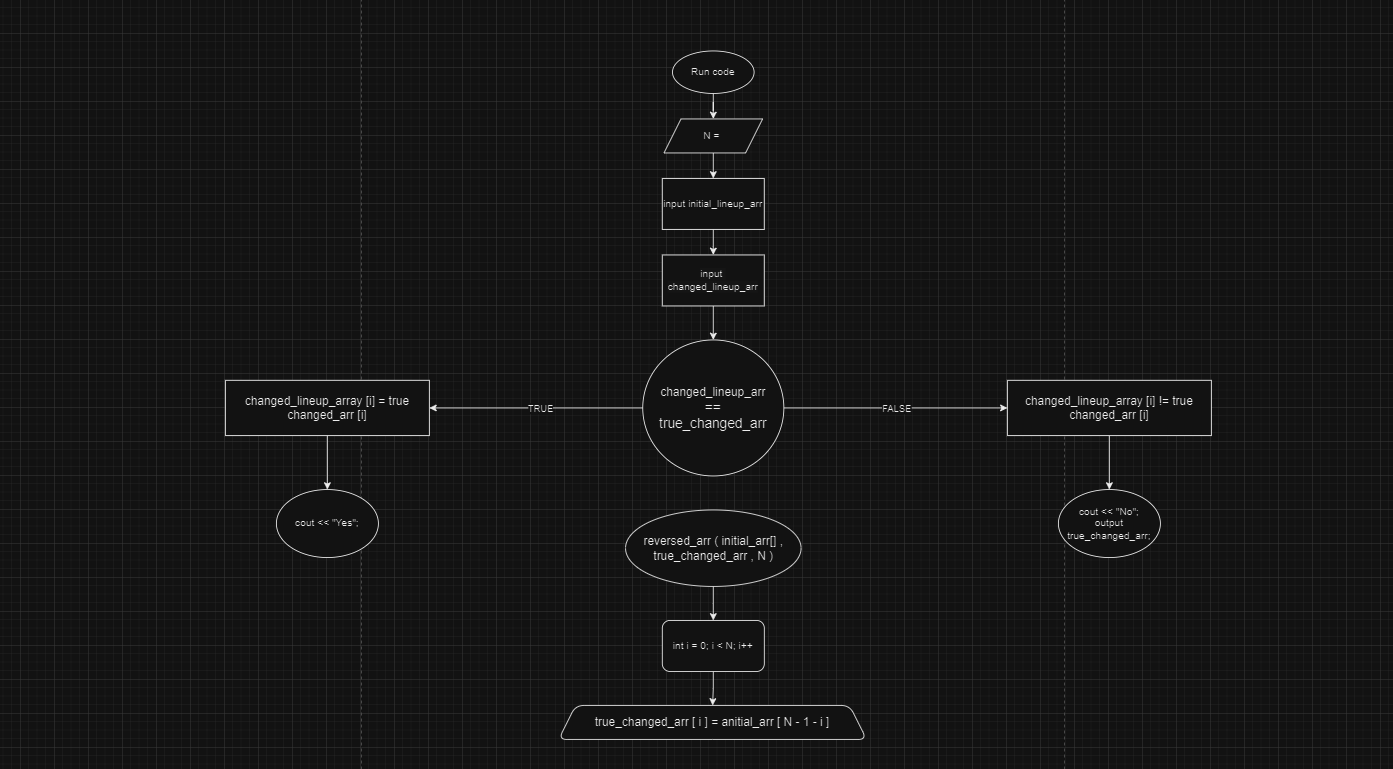 Run code
N =
input initial_lineup_arr
input
changed_lineup_arr
changed_lineup_arr
==
true_changed_arr
TRUE
FALSE
changed_lineup_array [i] = true
changed_arr [i]
changed_lineup_array [i] != true
changed_arr [i]
cout << "Yes";
cout << "No";
output
true_changed_arr;
reversed_arr ( initial_arr[] ,
true_changed_arr , N )
int i = 0; i < N; i++
true_changed_arr [ i ] = anitial_arr [ N - 1 - i ]